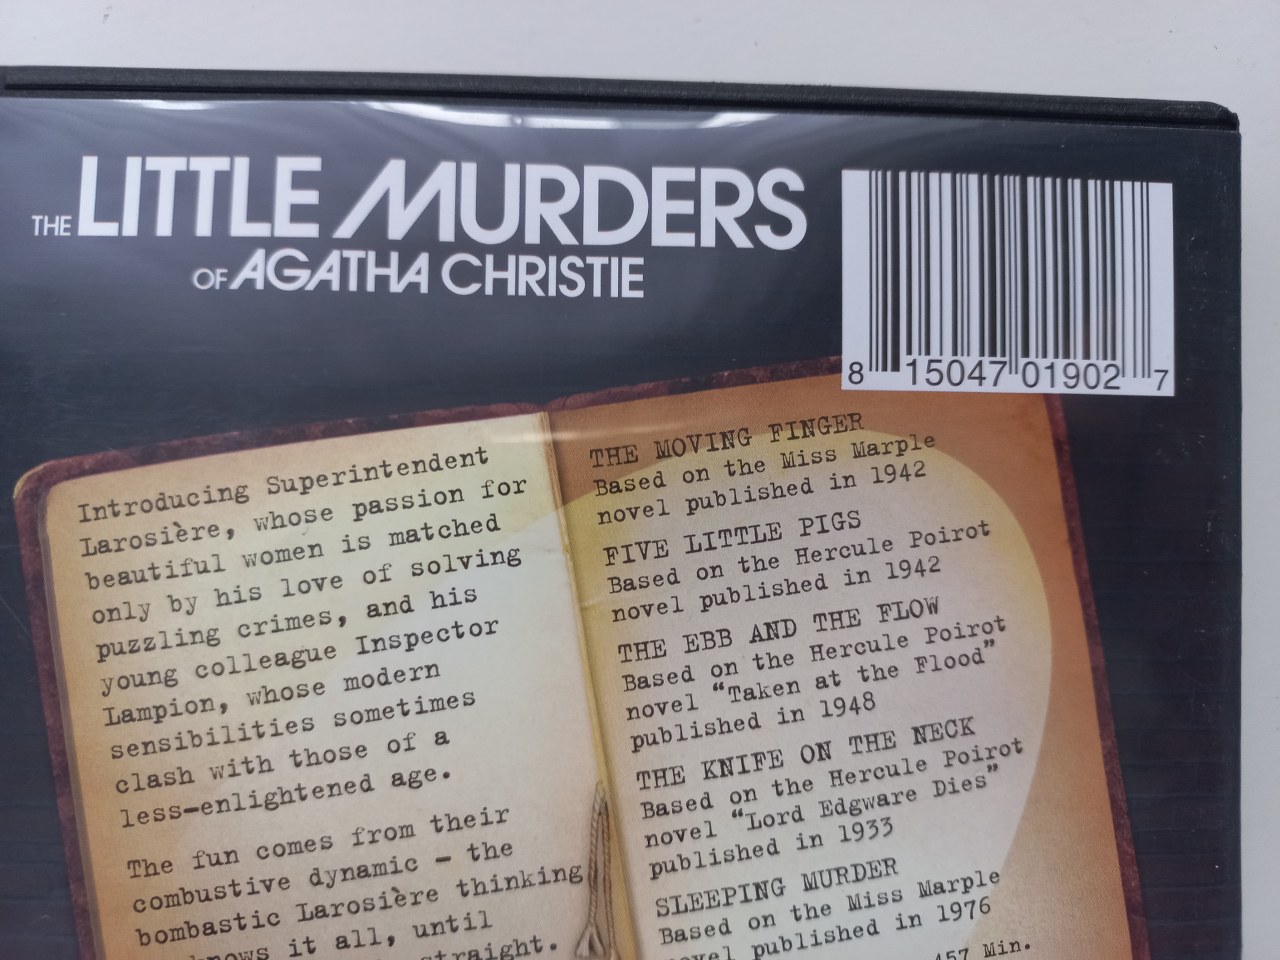 THE LITTLE MURDERS
OF AGATHA CHRISTIE
8 15047 01902 7
Introducing Superintendent
Larosière, whose passion for
beautiful women is matched
only by his love of solving
puzzling crimes, and his
young colleague Inspector
Lampion, whose modern
sensibilities sometimes
clash with those of a
less-enlightened age.
The fun comes from their
combustive dynamic – the
bombastic Larosière thinking
it all, until
straight.
THE MOVING FINGER
Based on the Miss Marple
novel published in 1942
FIVE LITTLE PIGS
Based on the Hercule Poirot
novel published in 1942
THE EBB AND THE FLOW
Based on the Hercule Poirot
novel “Taken at the Flood”
published in 1948
THE KNIFE ON THE NECK
Based on the Hercule Poirot
novel “Lord Edgware Dies”
published in 1933
SLEEPING MURDER
Based on the Miss Marple
novel published in 1976
457 Min.